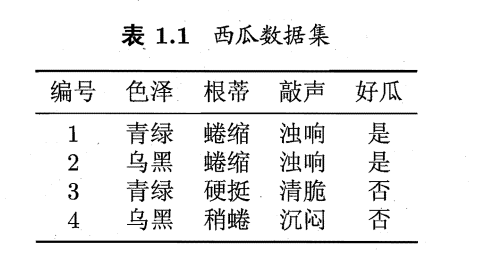 表 1.1 西瓜数据集
编号 色泽 根蒂 敲声 好瓜
1 青绿 蜷缩 浊响 是
2 乌黑 蜷缩 浊响 是
3 青绿 硬挺 清脆 否
4 乌黑 稍蜷 沉闷 否